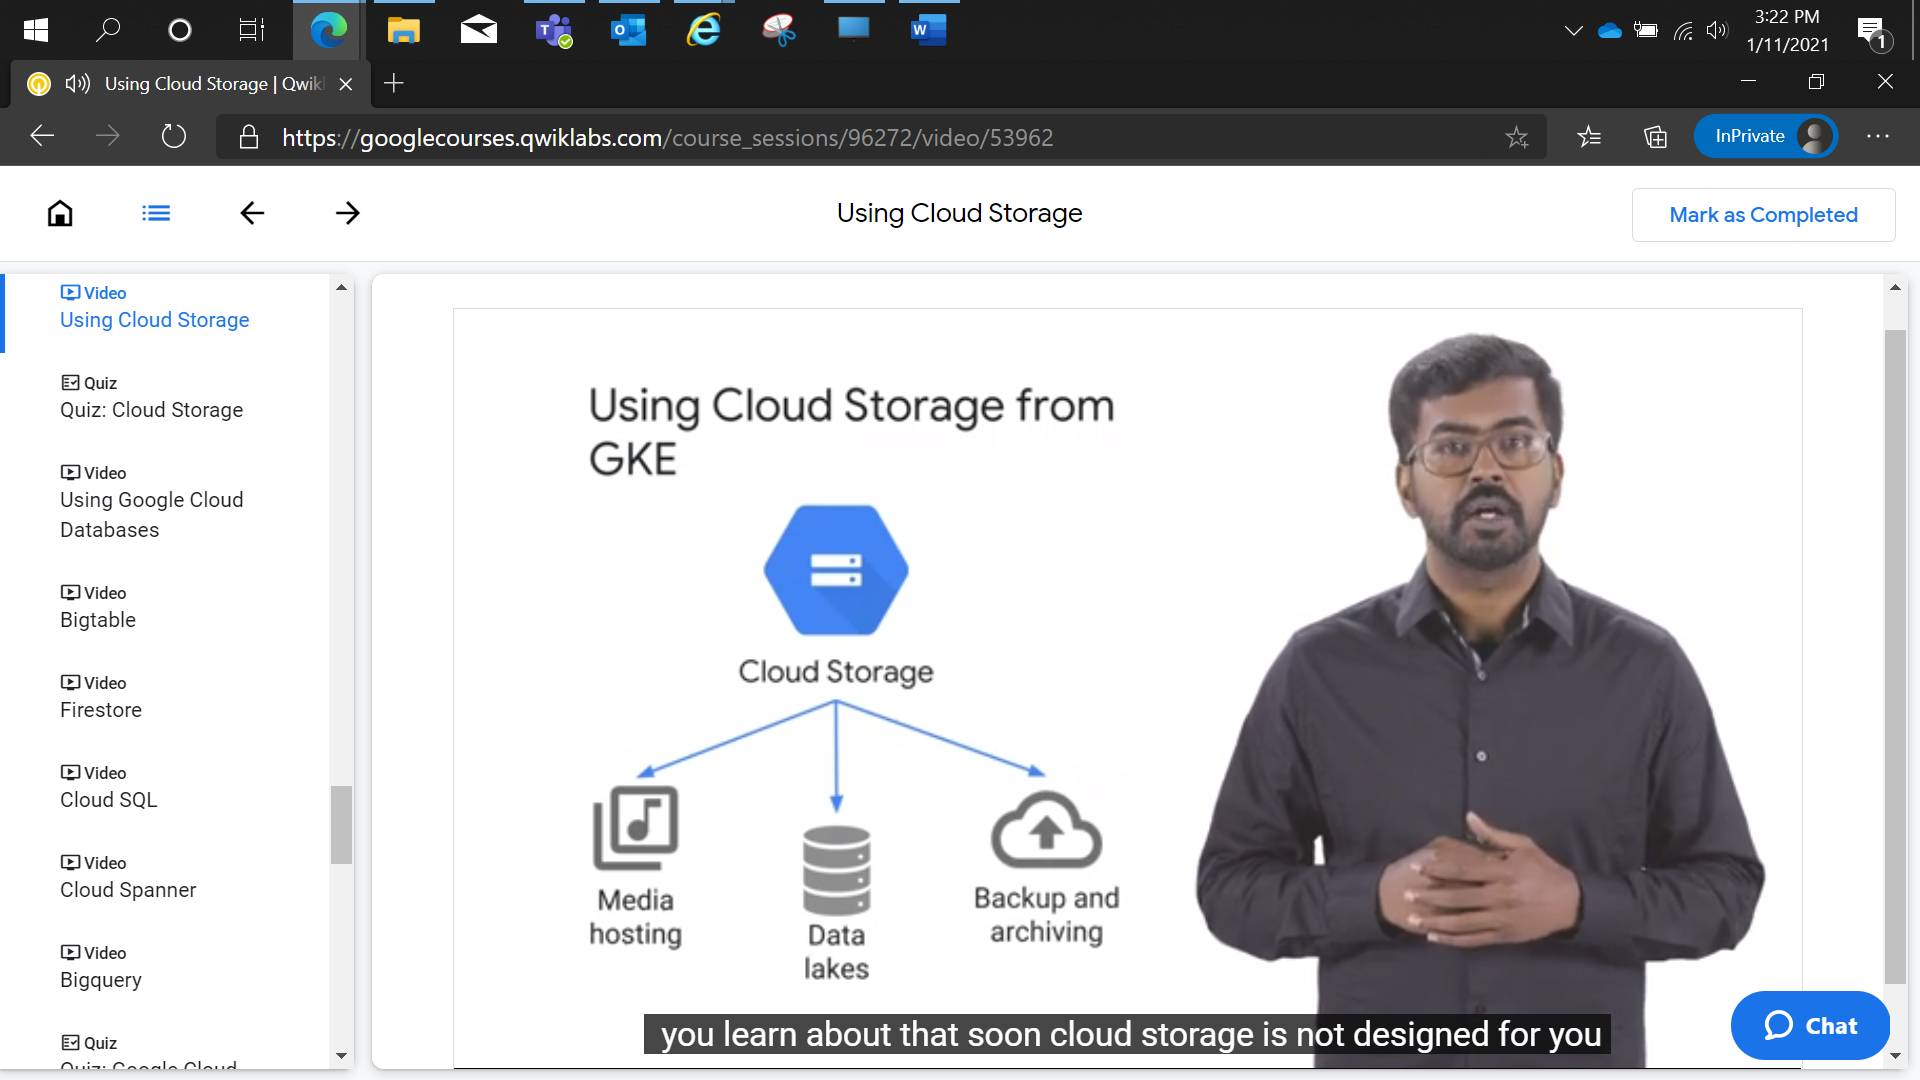 3:22 PM
1/11/2021
1
Using Cloud Storage | Qwikl
https://googlecourses.qwiklabs.com/course_sessions/96272/video/53962
InPrivate
Using Cloud Storage
Mark as Completed
Video
Using Cloud Storage
Quiz
Quiz: Cloud Storage
Video
Using Google Cloud
Databases
Video
Bigtable
Video
Firestore
Video
Cloud SQL
Video
Cloud Spanner
Video
Bigquery
Quiz
Quiz: Google Cloud
Using Cloud Storage from
GKE
Cloud Storage
Media
hosting
Data
lakes
Backup and
archiving
you learn about that soon cloud storage is not designed for you
Chat